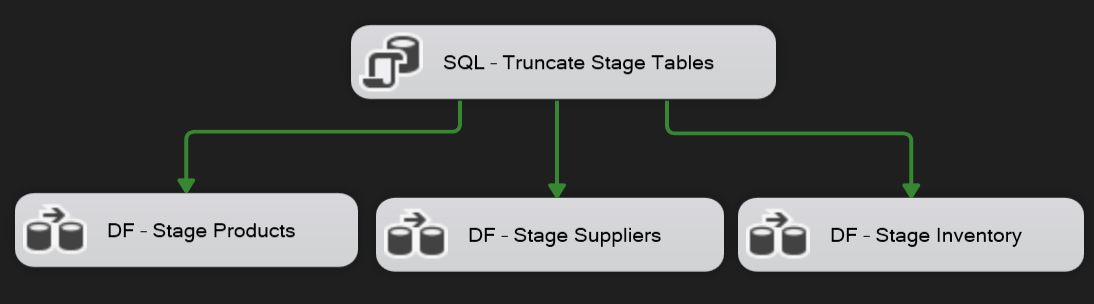 SQL - Truncate Stage Tables
DF - Stage Products
DF - Stage Suppliers
DF - Stage Inventory